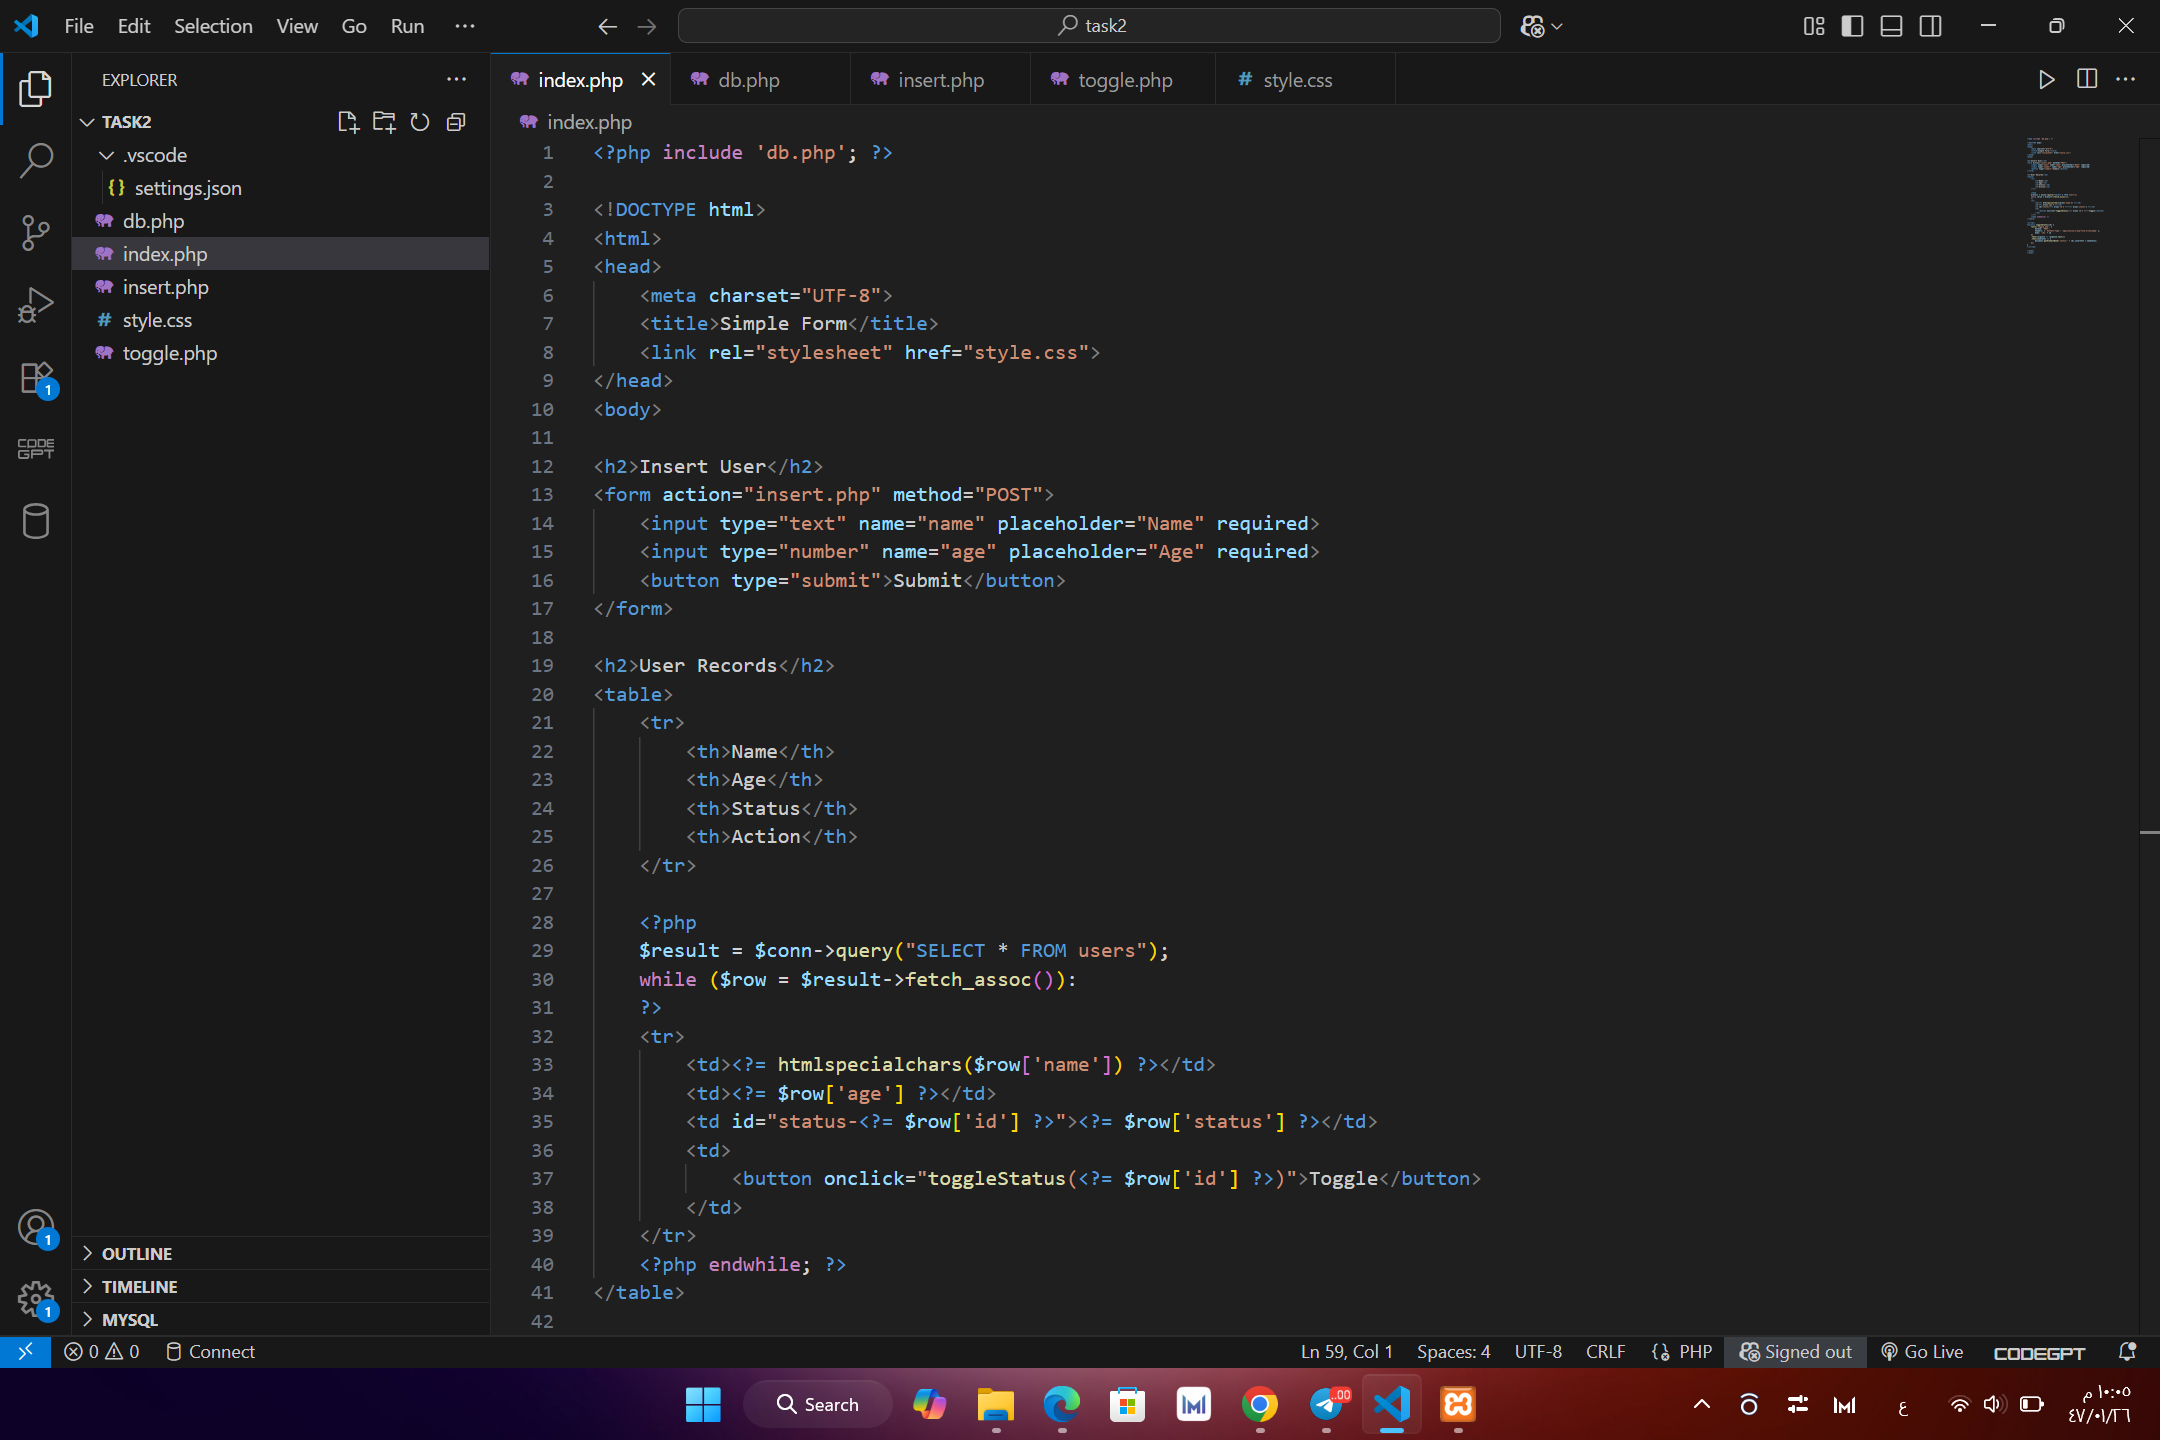 File Edit Selection View Go Run ···
task2
EXPLORER
TASK2
.vscode
{} settings.json
db.php
index.php
insert.php
# style.css
toggle.php
OUTLINE
TIMELINE
MYSQL
CODE GPT
1
1
1
index.php db.php insert.php toggle.php # style.css
index.php
1 <?php include 'db.php'; ?>
2
3 <!DOCTYPE html>
4 <html>
5 <head>
6 <meta charset="UTF-8">
7 <title>Simple Form</title>
8 <link rel="stylesheet" href="style.css">
9 </head>
10 <body>
11
12 <h2>Insert User</h2>
13 <form action="insert.php" method="POST">
14 <input type="text" name="name" placeholder="Name" required>
15 <input type="number" name="age" placeholder="Age" required>
16 <button type="submit">Submit</button>
17 </form>
18
19 <h2>User Records</h2>
20 <table>
21 <tr>
22 <th>Name</th>
23 <th>Age</th>
24 <th>Status</th>
25 <th>Action</th>
26 </tr>
27
28 <?php
29 $result = $conn->query("SELECT * FROM users");
30 while ($row = $result->fetch_assoc()):
31 ?>
32 <tr>
33 <td><?= htmlspecialchars($row['name']) ?></td>
34 <td><?= $row['age'] ?></td>
35 <td id="status-<?= $row['id'] ?>"><?= $row['status'] ?></td>
36 <td>
37 <button onclick="toggleStatus(<?= $row['id'] ?>)">Toggle</button>
38 </td>
39 </tr>
40 <?php endwhile; ?>
41 </table>
42
0 0 Connect Ln 59, Col 1 Spaces: 4 UTF-8 CRLF {} PHP Signed out Go Live CODEGPT
Search
..00
ع
١٠:٠٥ م
٤٧/٠١/٢٦